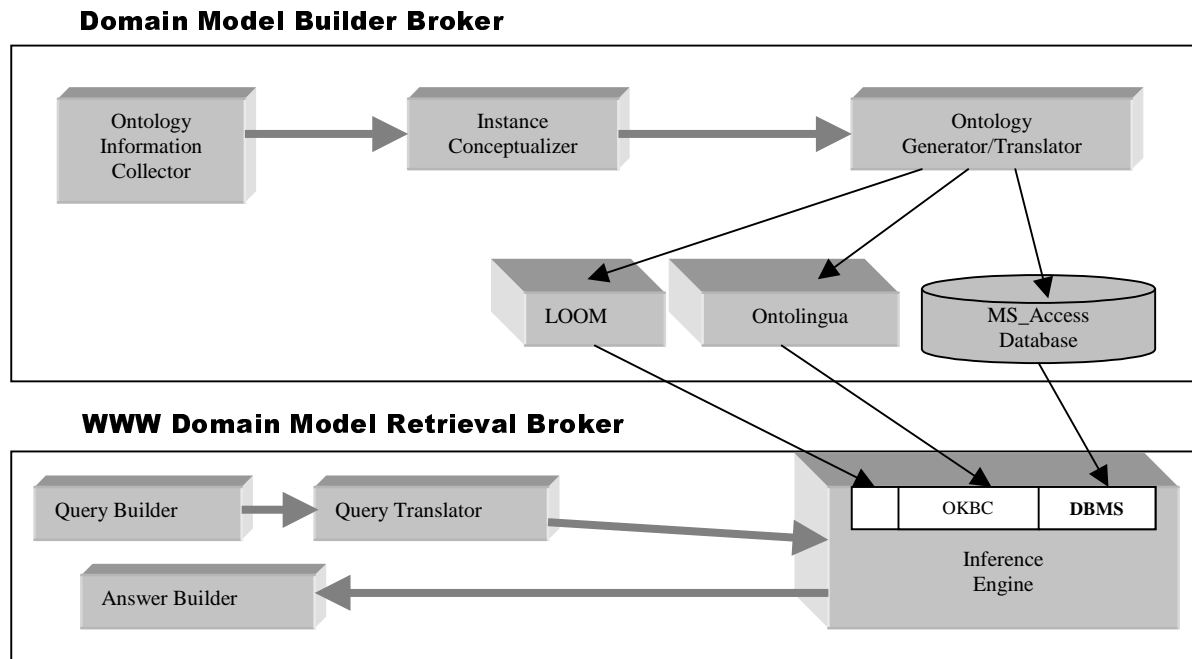 Domain Model Builder Broker
Ontology
Information
Collector
Instance
Conceptualizer
Ontology
Generator/Translator
LOOM
Ontolingua
MS_Access
Database
WWW Domain Model Retrieval Broker
Query Builder
Query Translator
OKBC
DBMS
Inference
Engine
Answer Builder